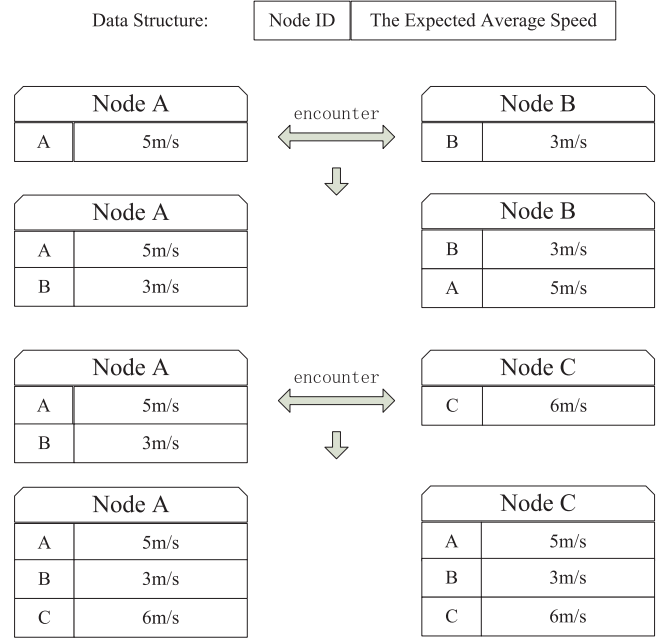 Data Structure: Node ID The Expected Average Speed
Node A
A 5m/s
encounter
Node B
B 3m/s
Node A
A 5m/s
B 3m/s
Node B
B 3m/s
A 5m/s
Node A
A 5m/s
B 3m/s
encounter
Node C
C 6m/s
Node A
A 5m/s
B 3m/s
C 6m/s
Node C
A 5m/s
B 3m/s
C 6m/s